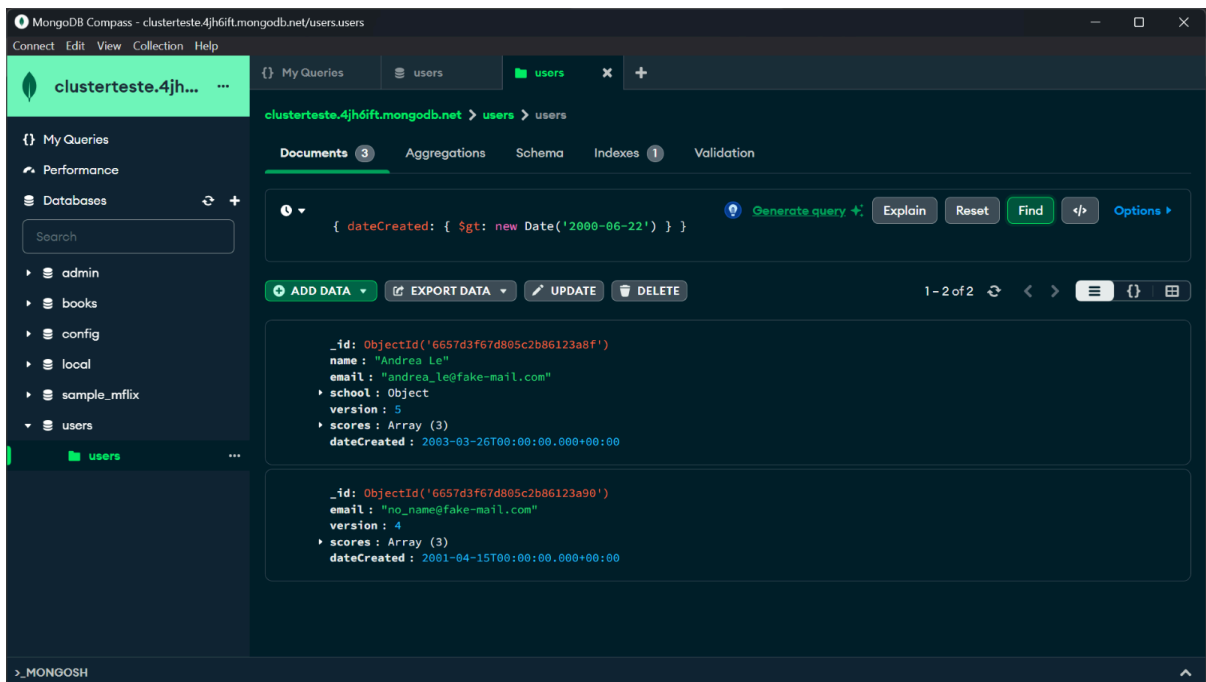 MongoDB Compass - clusterteste.4jh6ift.mongodb.net/users.users
Connect Edit View Collection Help
clusterteste.4jh... ...
{} My Queries
Performance
Databases
Search
admin
books
config
local
sample_mflix
users
users ...
{} My Queries
users
users
clusterteste.4jh6ift.mongodb.net > users > users
Documents 3 Aggregations Schema Indexes 1 Validation
Generate query Explain Reset Find </> Options
{ dateCreated: { $gt: new Date('2000-06-22') } }
ADD DATA EXPORT DATA UPDATE DELETE
1-2 of 2 {}
_id: ObjectId('6657d3f67d805c2b86123a8f')
name : "Andrea Le"
email : "andrea_le@fake-mail.com"
school : Object
version : 5
scores : Array (3)
dateCreated : 2003-03-26T00:00:00.000+00:00
_id: ObjectId('6657d3f67d805c2b86123a90')
email : "no_name@fake-mail.com"
version : 4
scores : Array (3)
dateCreated : 2001-04-15T00:00:00.000+00:00
>_MONGOSH